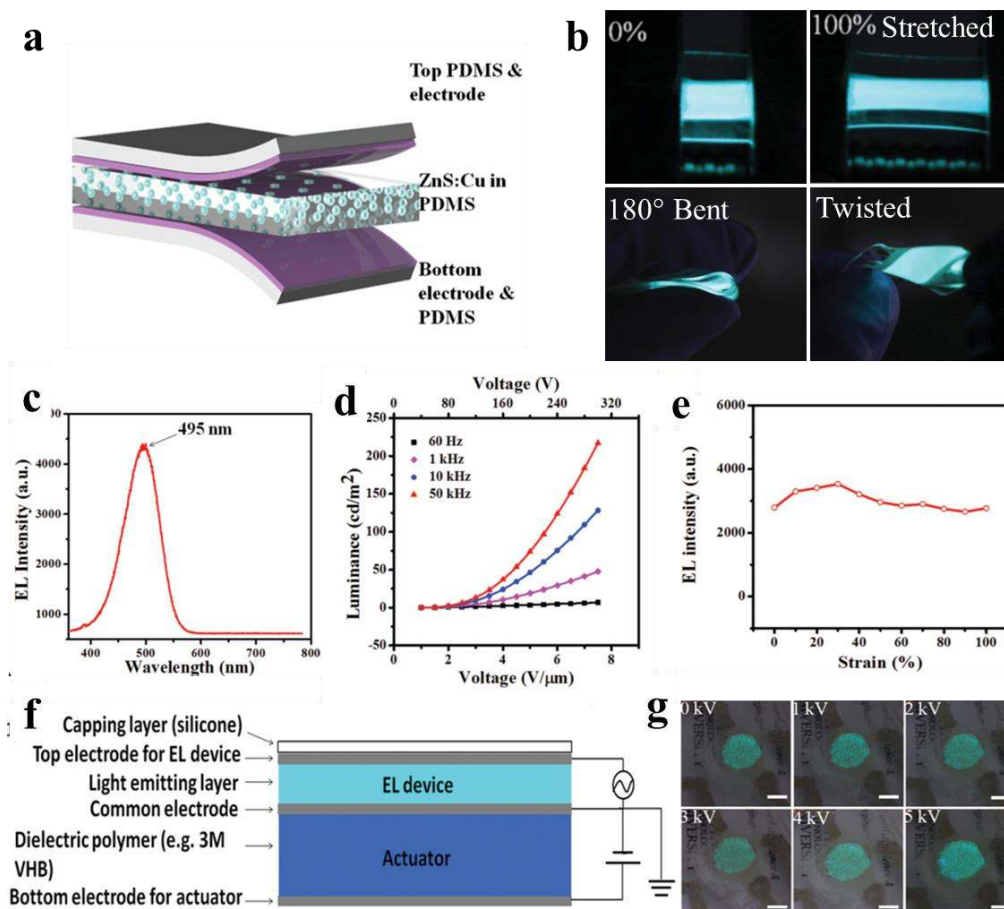 a
Top PDMS &
electrode
ZnS:Cu in
PDMS
Bottom
electrode &
PDMS
b
0%
100% Stretched
180° Bent
Twisted
c
495 nm
4000
3000
2000
1000
400
500
600
700
800
EL Intensity (a.u.)
Wavelength (nm)
d
Voltage (V)
0
80
160
240
320
250
200
150
100
50
0
-50
60 Hz
1 kHz
10 kHz
50 kHz
Luminance (cd/m²)
0
2
4
6
8
Voltage (V/μm)
e
6000
4000
2000
0
EL intensity (a.u.)
0
20
40
60
80
100
Strain (%)
f
Capping layer (silicone)
Top electrode for EL device
Light emitting layer
Common electrode
Dielectric polymer (e.g. 3M
VHB)
Bottom electrode for actuator
EL device
Actuator
g
0 kV
1 kV
2 kV
3 kV
4 kV
5 kV